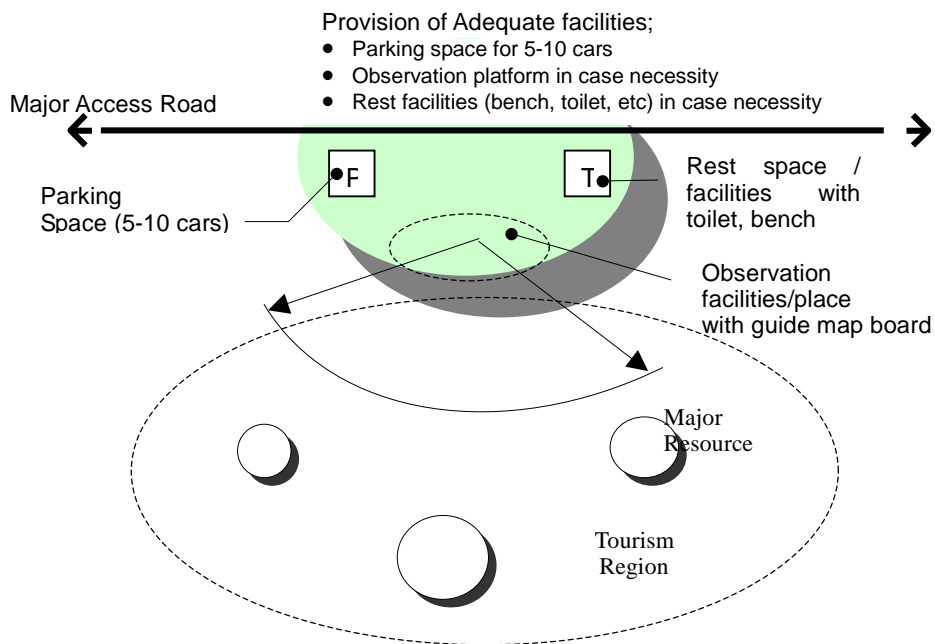 Provision of Adequate facilities;
● Parking space for 5-10 cars
● Observation platform in case necessity
● Rest facilities (bench, toilet, etc) in case necessity
Major Access Road
F
T
Parking
Space (5-10 cars)
Rest space /
facilities with
toilet, bench
Observation
facilities/place
with guide map board
Major
Resource
Tourism
Region